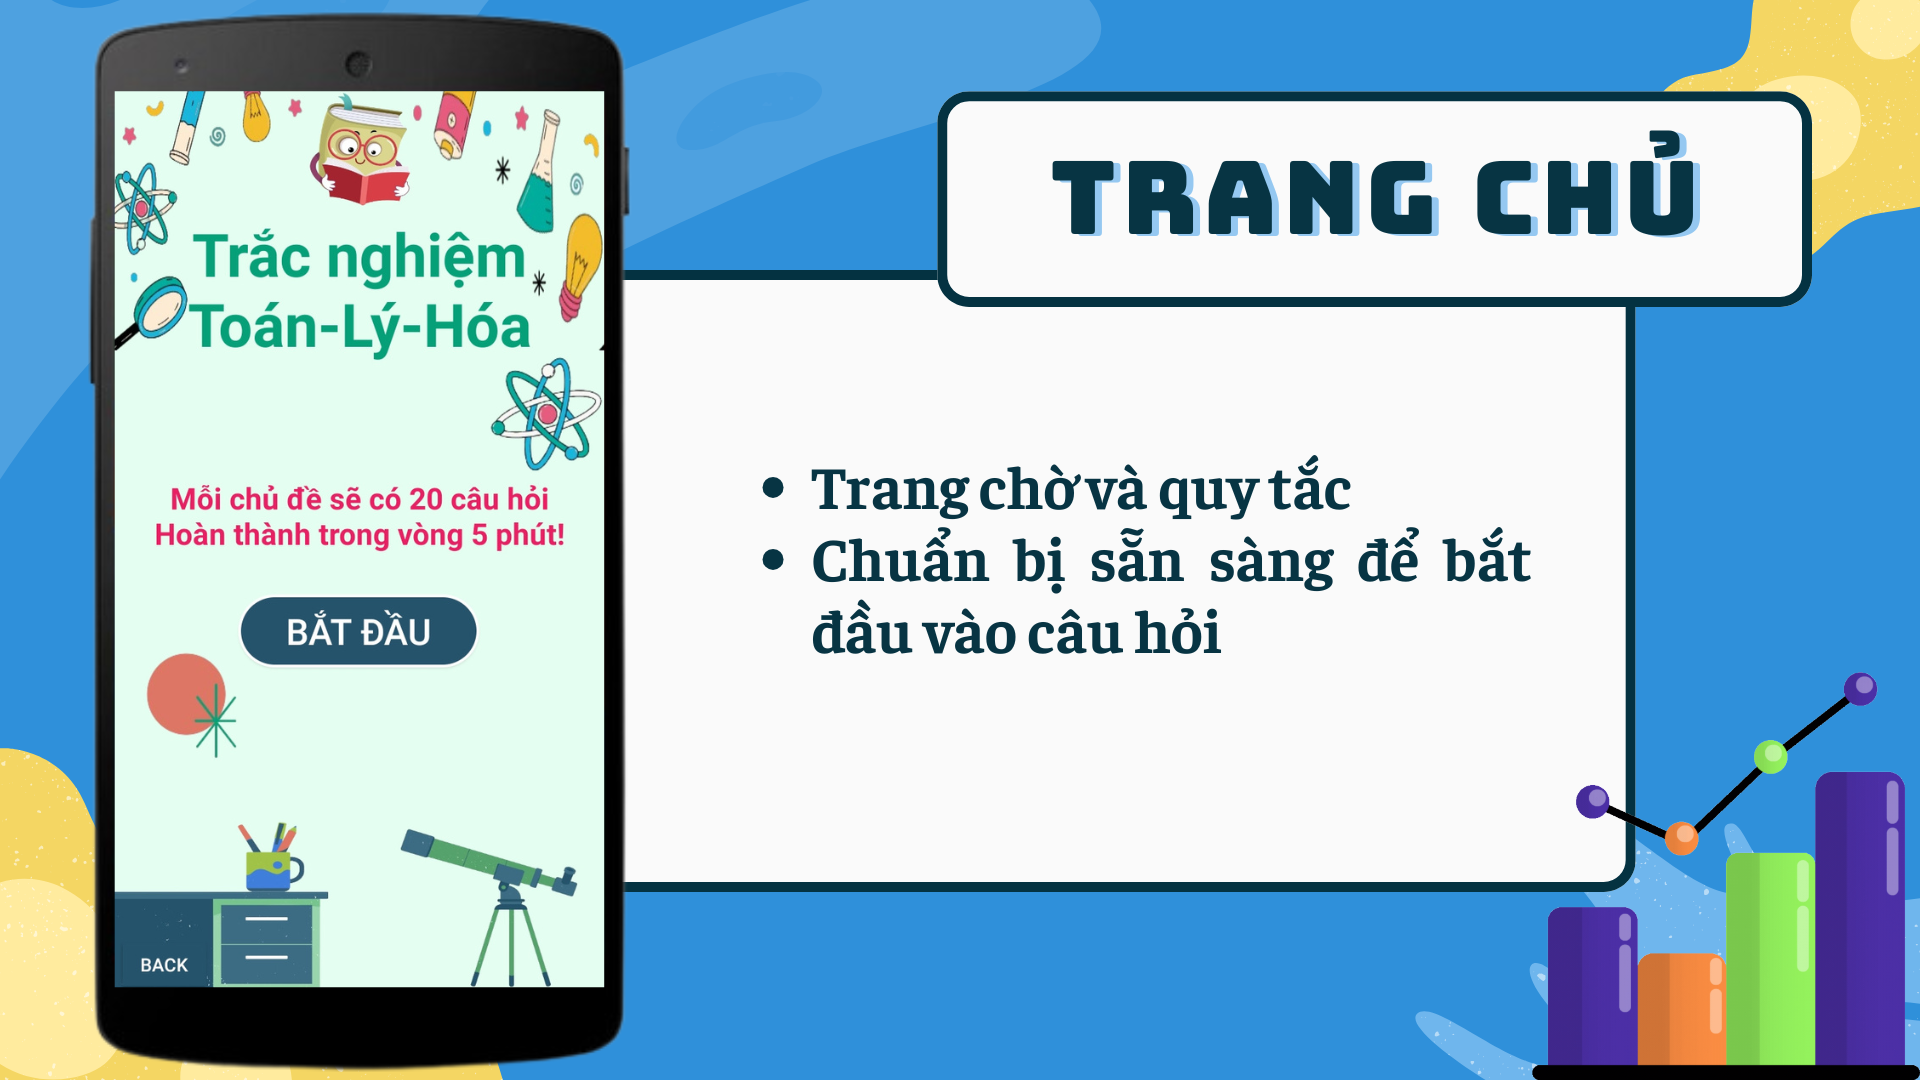 Trắc nghiệm
Toán-Lý-Hóa
Mỗi chủ đề sẽ có 20 câu hỏi
Hoàn thành trong vòng 5 phút!
BẮT ĐẦU
BACK
TRANG CHỦ
• Trang chờ và quy tắc
• Chuẩn bị sẵn sàng để bắt
đầu vào câu hỏi